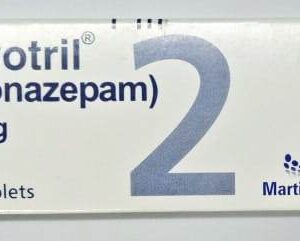 otril®
onazepam)
g
2
blets
Marti